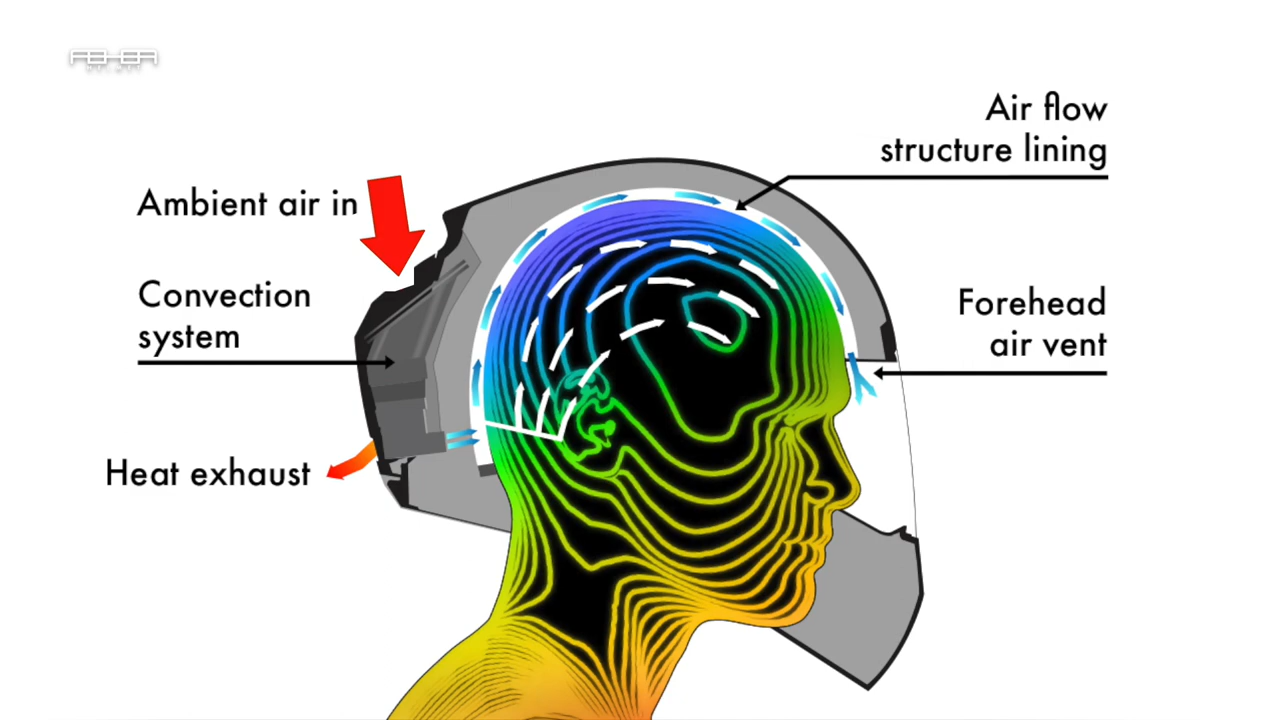 Air flow
structure lining
Ambient air in
Convection
system
Forehead
air vent
Heat exhaust